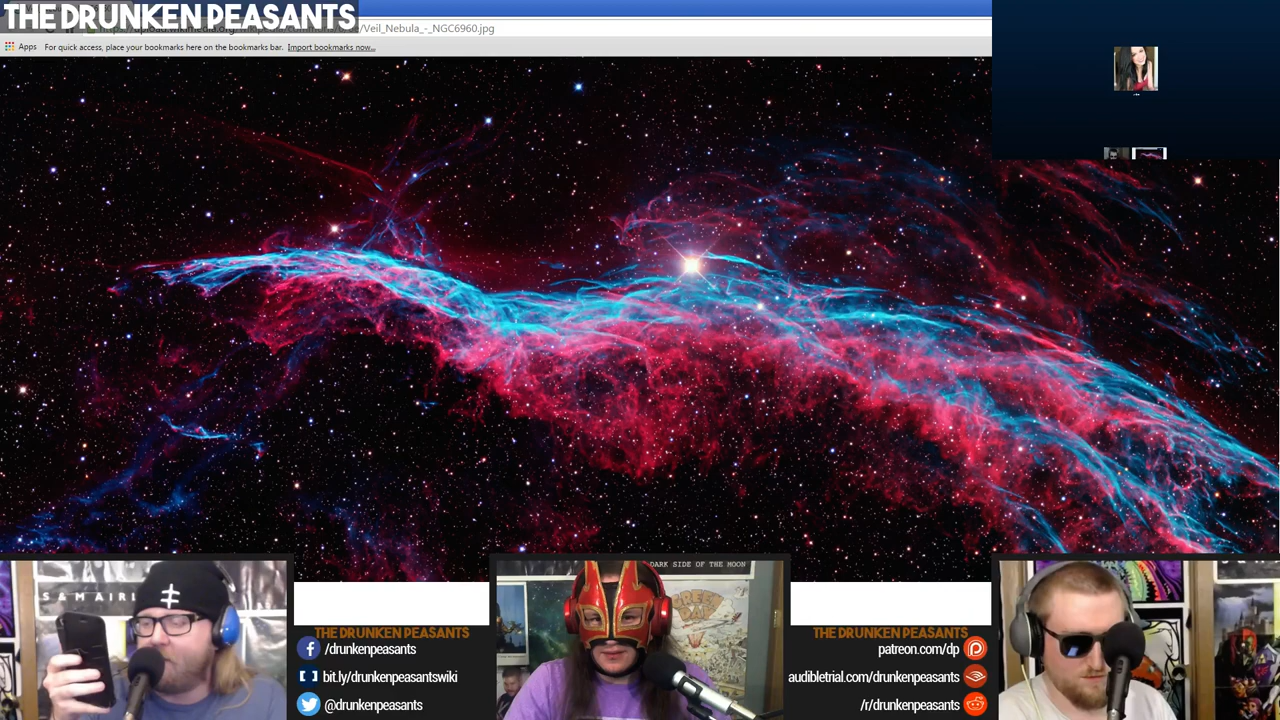 THE DRUNKEN PEASANTS
/Veil_Nebula_-_NGC6960.jpg
Apps For quick access, place your bookmarks here on the bookmarks bar. Import bookmarks now...
DARK SIDE OF THE MOON
GREEN DAY
THE DRUNKEN PEASANTS
/drunkenpeasants
bit.ly/drunkenpeasantswiki
@drunkenpeasants
THE DRUNKEN PEASANTS
patreon.com/dp
audibletrial.com/drunkenpeasants
/r/drunkenpeasants